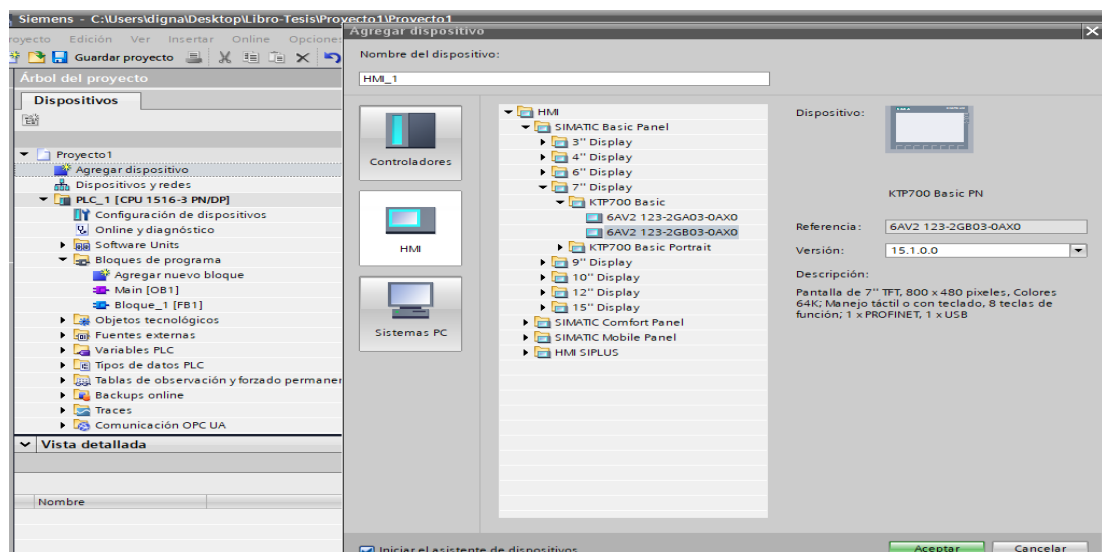 Siemens - C:\Users\digna\Desktop\Libro-Tesis\Proyecto1\Proyecto1
royecto Edición Ver Insertar Online Opciones
Guardar proyecto
Árbol del proyecto
Dispositivos
Proyecto1
Agregar dispositivo
Dispositivos y redes
PLC_1 [CPU 1516-3 PN/DP]
Configuración de dispositivos
Online y diagnóstico
Software Units
Bloques de programa
Agregar nuevo bloque
Main [OB1]
Bloque_1 [FB1]
Objetos tecnológicos
Fuentes externas
Variables PLC
Tipos de datos PLC
Tablas de observación y forzado permaner
Backups online
Traces
Comunicación OPC UA
Vista detallada
Nombre
Agregar dispositivo
Nombre del dispositivo:
HMI_1
Controladores
HMI
Sistemas PC
HMI
SIMATIC Basic Panel
3" Display
4" Display
6" Display
7" Display
KTP700 Basic
6AV2 123-2GA03-0AX0
6AV2 123-2GB03-0AX0
KTP700 Basic Portrait
9" Display
10" Display
12" Display
15" Display
SIMATIC Comfort Panel
SIMATIC Mobile Panel
HMI SIPLUS
Dispositivo:
KTP700 Basic PN
Referencia: 6AV2 123-2GB03-0AX0
Versión: 15.1.0.0
Descripción:
Pantalla de 7" TFT, 800 x 480 píxeles, Colores
64K; Manejo táctil o con teclado, 8 teclas de
función; 1 x PROFINET, 1 x USB
Iniciar el asistente de dispositivos
Aceptar Cancelar